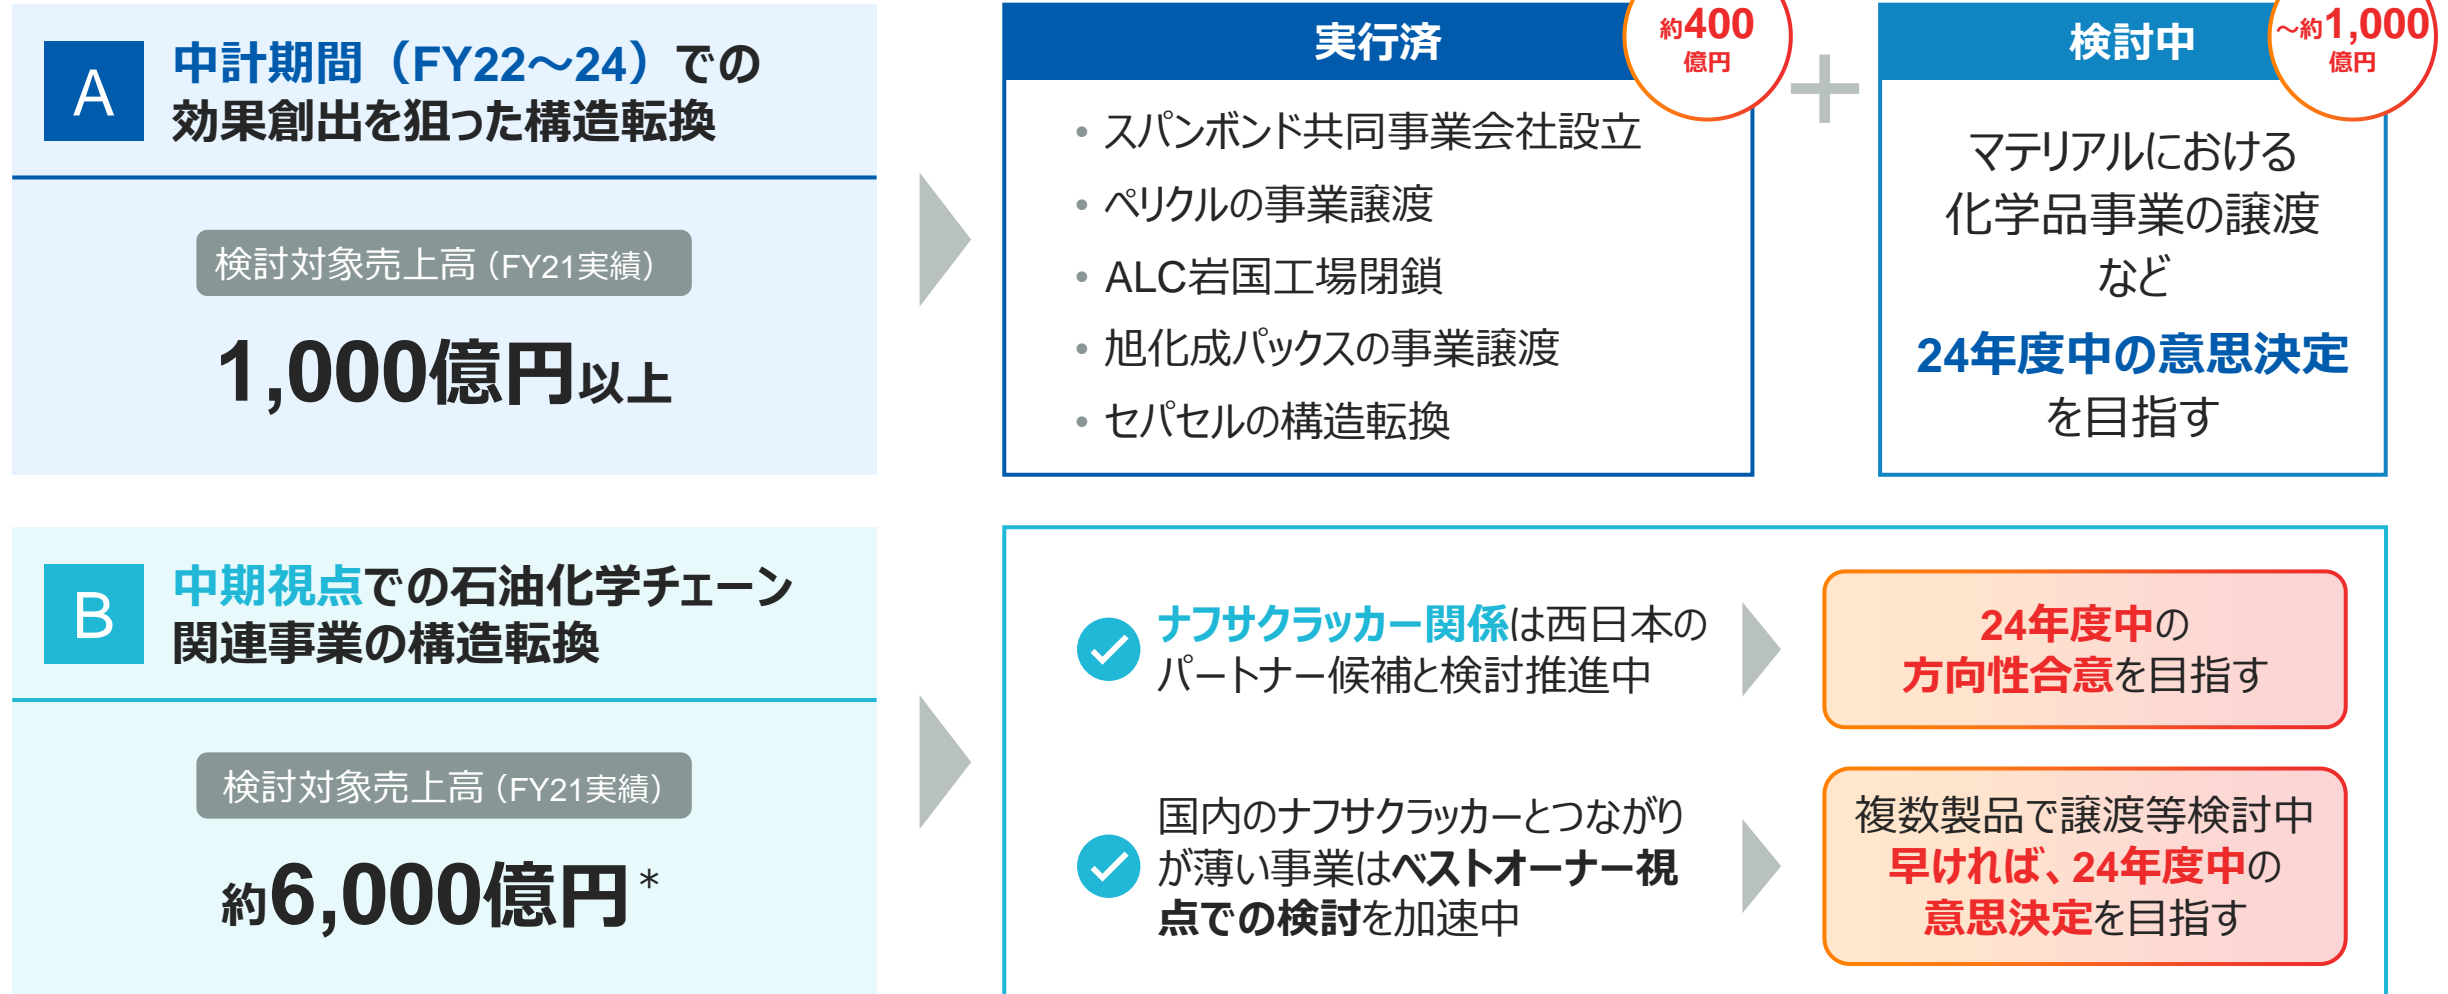 A
中計期間（FY22～24）での
効果創出を狙った構造転換
検討対象売上高（FY21実績）
1,000億円以上
実行済
約400
億円
・スパンボンド共同事業会社設立
・ペリクルの事業譲渡
・ALC岩国工場閉鎖
・旭化成パックスの事業譲渡
・セパセルの構造転換
＋
検討中
～約1,000
億円
マテリアルにおける
化学品事業の譲渡
など
24年度中の意思決定
を目指す
B
中期視点での石油化学チェーン
関連事業の構造転換
検討対象売上高（FY21実績）
約6,000億円＊
ナフサクラッカー関係は西日本の
パートナー候補と検討推進中
24年度中の
方向性合意を目指す
国内のナフサクラッカーとつながり
が薄い事業はベストオーナー視
点での検討を加速中
複数製品で譲渡等検討中
早ければ、24年度中の
意思決定を目指す